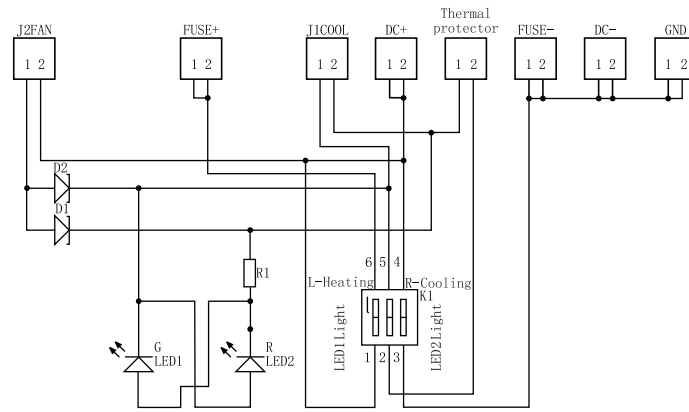 J2FAN
FUSE+
J1COOL
DC+
Thermal
protector
FUSE-
DC-
GND
1 2
1 2
1 2
1 2
1 2
1 2
1 2
1 2
D2
D1
R1
6 5 4
L-Heating
R-Cooling
K1
LED1Light
LED2Light
G
LED1
R
LED2
1 2 3